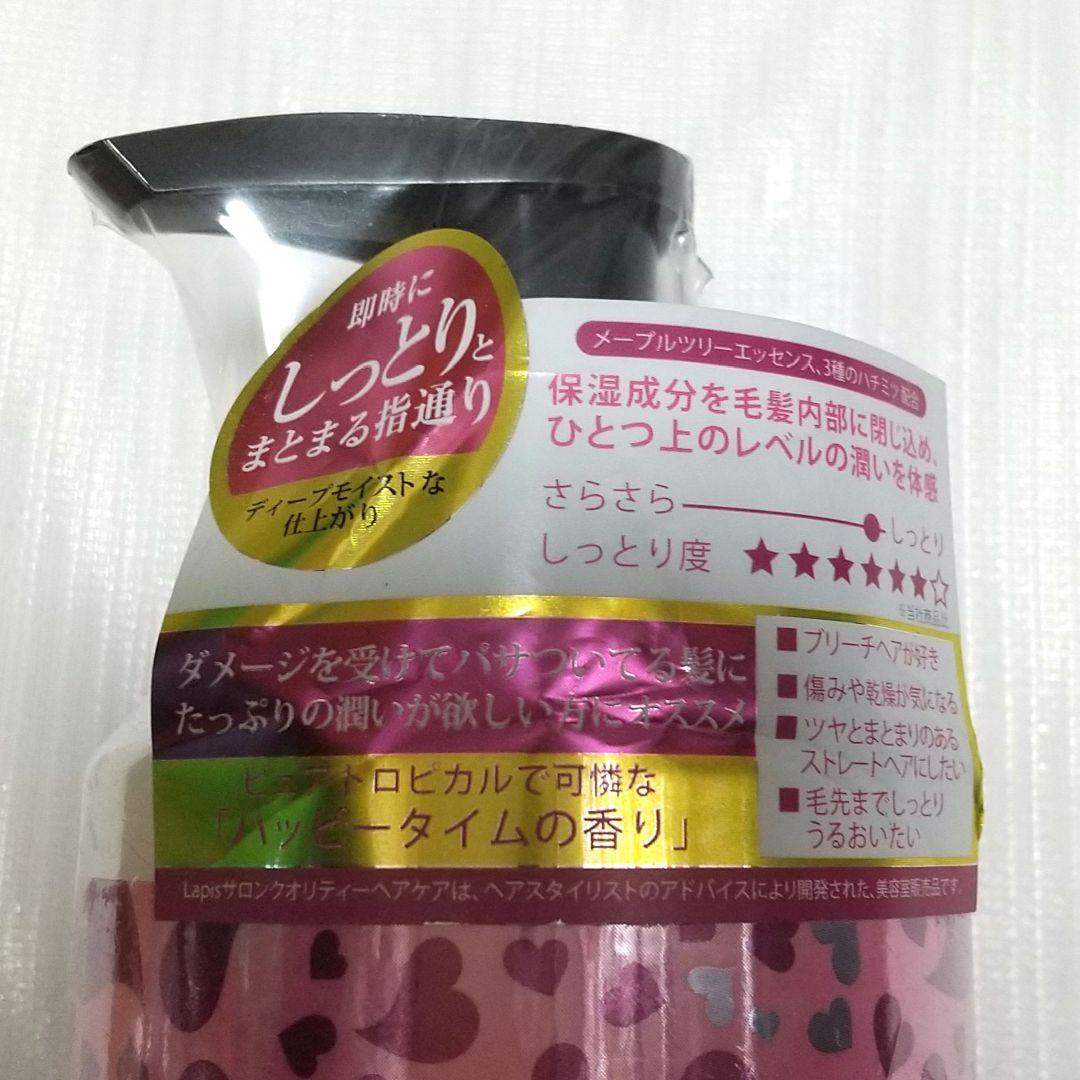 即時に
しっとりと
まとまる指通り
ディープモイストな
仕上がり
メープルツリーエッセンス、3種のハチミツ配合
保湿成分を毛髪内部に閉じ込め、
ひとつ上のレベルの潤いを体感
さらさら しっとり
しっとり度 ★★★★★★☆
※当社商品比
ダメージを受けてパサついてる髪に
たっぷりの潤いが欲しい方にオススメ
ピュアトロピカルで可憐な
「ハッピータイムの香り」
■ブリーチヘアが好き
■傷みや乾燥が気になる
■ツヤとまとまりのある
ストレートヘアにしたい
■毛先までしっとり
うるおいたい
Lapisサロンクオリティーヘアケアは、ヘアスタイリストのアドバイスにより開発された、美容室販売品です。